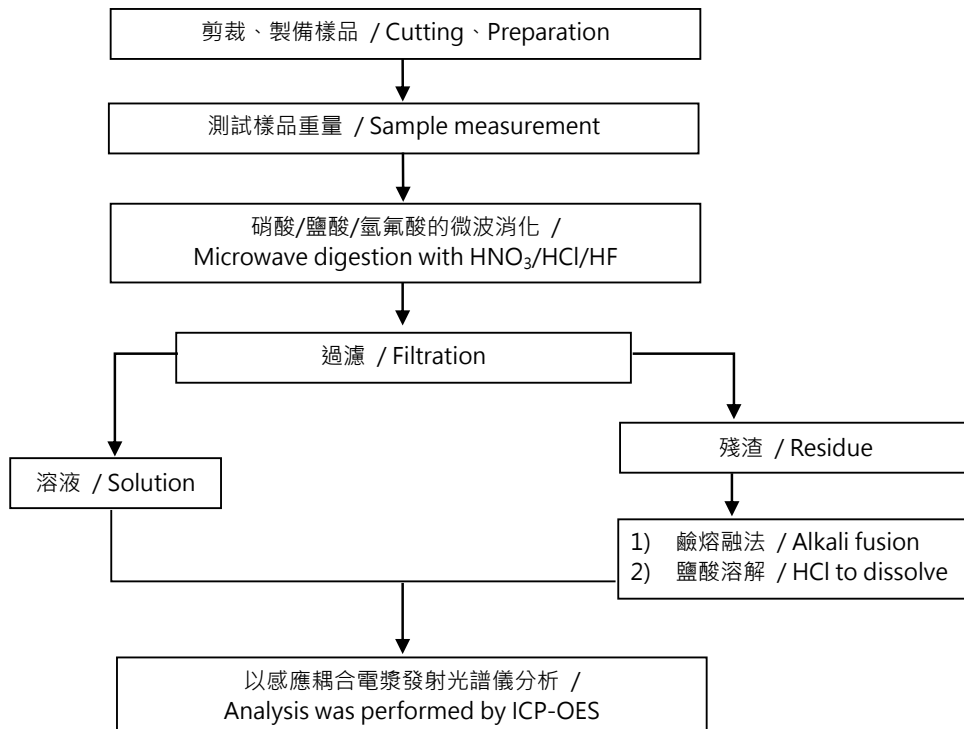 剪裁、製備樣品 / Cutting、Preparation
測試樣品重量 / Sample measurement
硝酸/鹽酸/氫氟酸的微波消化 /
Microwave digestion with HNO₃/HCl/HF
過濾 / Filtration
溶液 / Solution
殘渣 / Residue
1) 鹼熔融法 / Alkali fusion
2) 鹽酸溶解 / HCl to dissolve
以感應耦合電漿發射光譜儀分析 /
Analysis was performed by ICP-OES